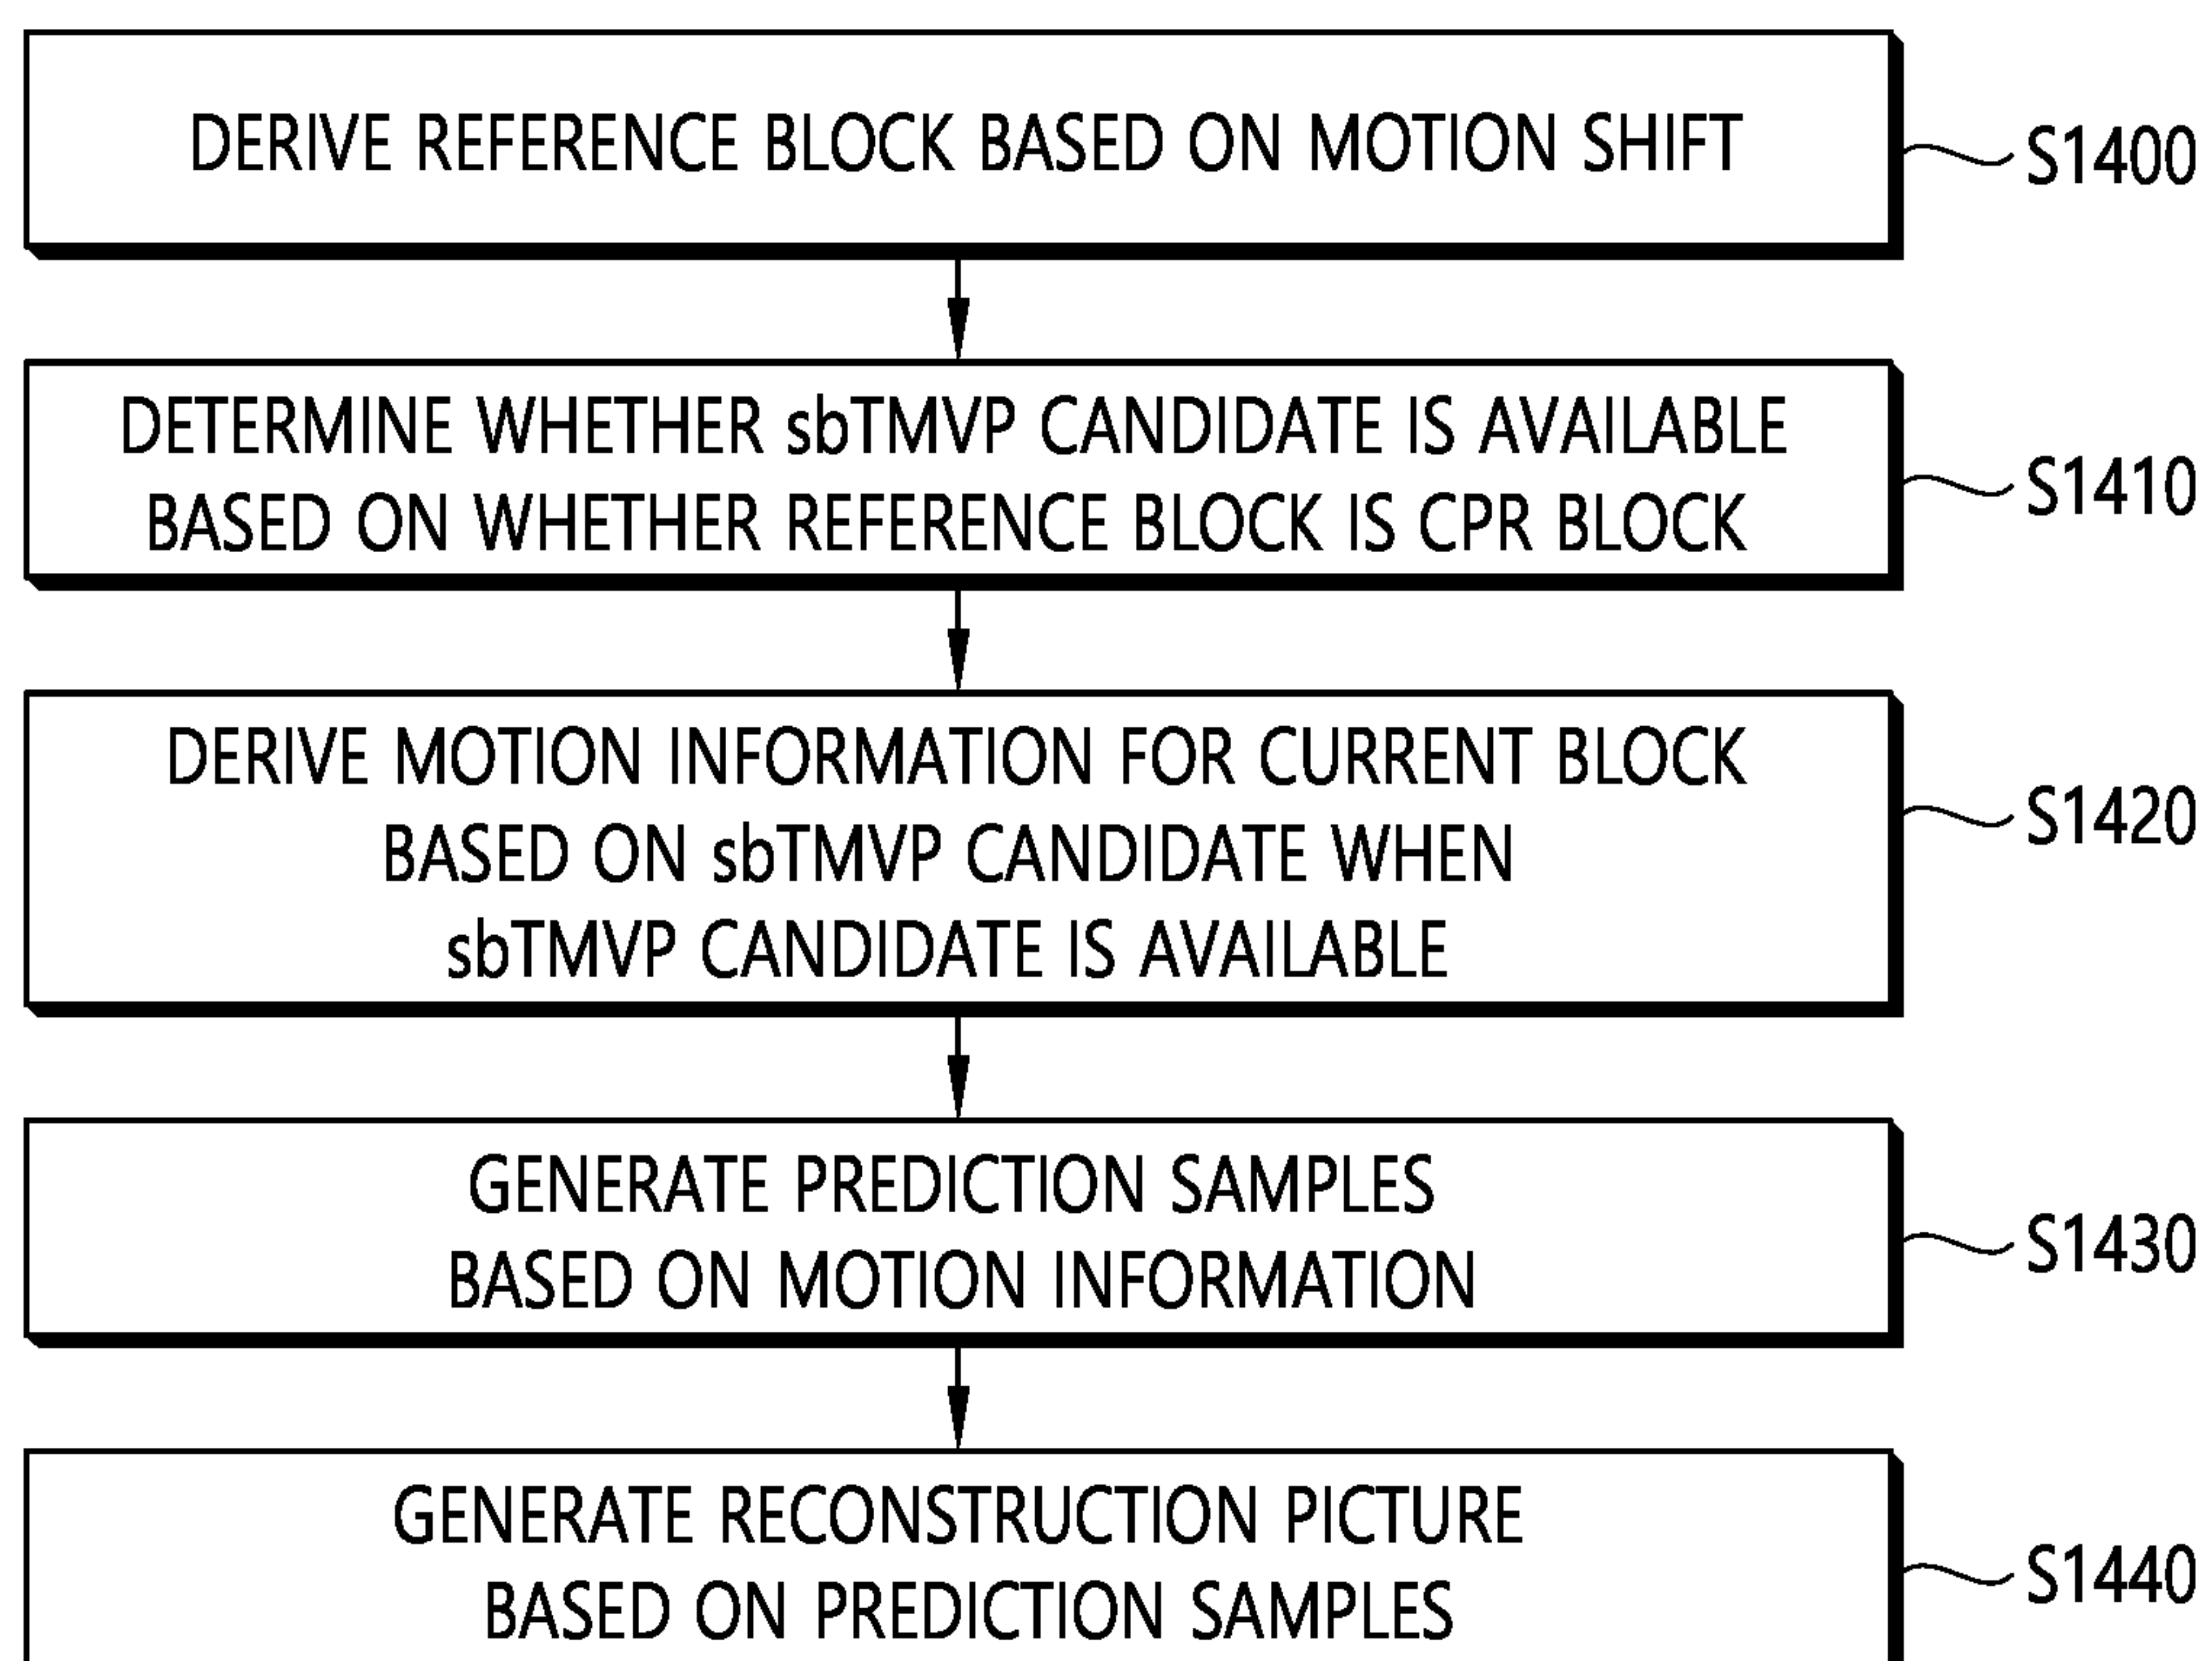 DERIVE REFERENCE BLOCK BASED ON MOTION SHIFT
S1400
DETERMINE WHETHER sbTMVP CANDIDATE IS AVAILABLE
BASED ON WHETHER REFERENCE BLOCK IS CPR BLOCK
S1410
DERIVE MOTION INFORMATION FOR CURRENT BLOCK
BASED ON sbTMVP CANDIDATE WHEN
sbTMVP CANDIDATE IS AVAILABLE
S1420
GENERATE PREDICTION SAMPLES
BASED ON MOTION INFORMATION
S1430
GENERATE RECONSTRUCTION PICTURE
BASED ON PREDICTION SAMPLES
S1440